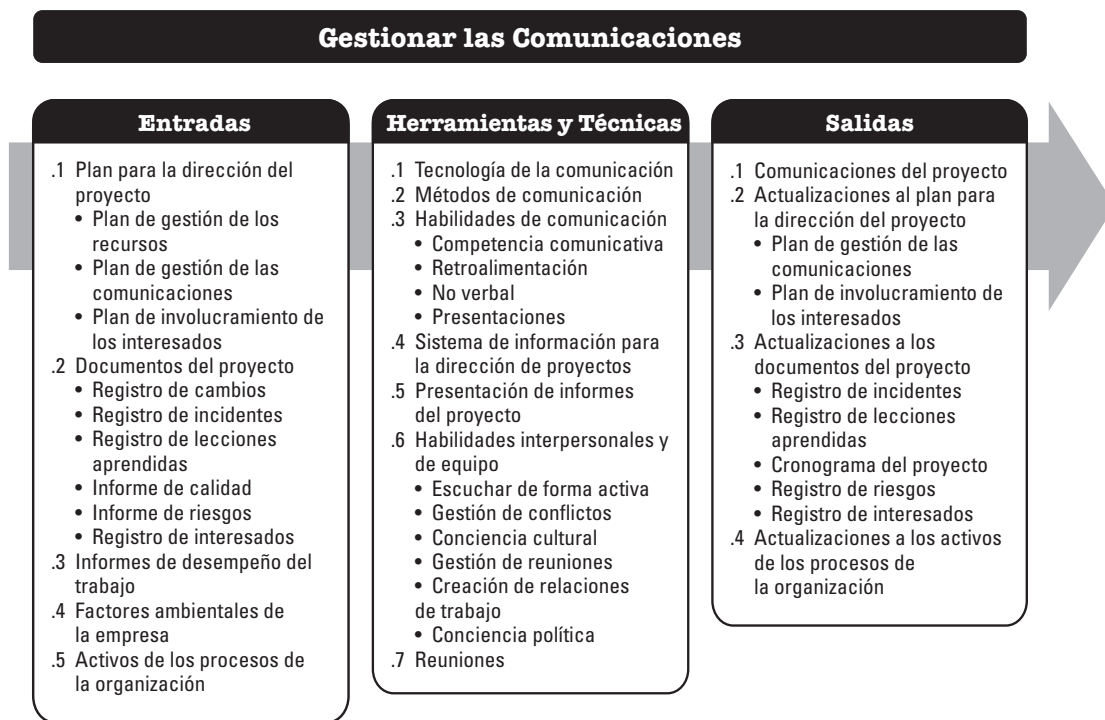 Gestionar las Comunicaciones
Entradas
.1 Plan para la dirección del
proyecto
• Plan de gestión de los
recursos
• Plan de gestión de las
comunicaciones
• Plan de involucramiento de
los interesados
.2 Documentos del proyecto
• Registro de cambios
• Registro de incidentes
• Registro de lecciones
aprendidas
• Informe de calidad
• Informe de riesgos
• Registro de interesados
.3 Informes de desempeño del
trabajo
.4 Factores ambientales de
la empresa
.5 Activos de los procesos de
la organización
Herramientas y Técnicas
.1 Tecnología de la comunicación
.2 Métodos de comunicación
.3 Habilidades de comunicación
• Competencia comunicativa
• Retroalimentación
• No verbal
• Presentaciones
.4 Sistema de información para
la dirección de proyectos
.5 Presentación de informes
del proyecto
.6 Habilidades interpersonales y
de equipo
• Escuchar de forma activa
• Gestión de conflictos
• Conciencia cultural
• Gestión de reuniones
• Creación de relaciones
de trabajo
• Conciencia política
.7 Reuniones
Salidas
.1 Comunicaciones del proyecto
.2 Actualizaciones al plan para
la dirección del proyecto
• Plan de gestión de las
comunicaciones
• Plan de involucramiento de
los interesados
.3 Actualizaciones a los
documentos del proyecto
• Registro de incidentes
• Registro de lecciones
aprendidas
• Cronograma del proyecto
• Registro de riesgos
• Registro de interesados
.4 Actualizaciones a los activos
de los procesos de
la organización